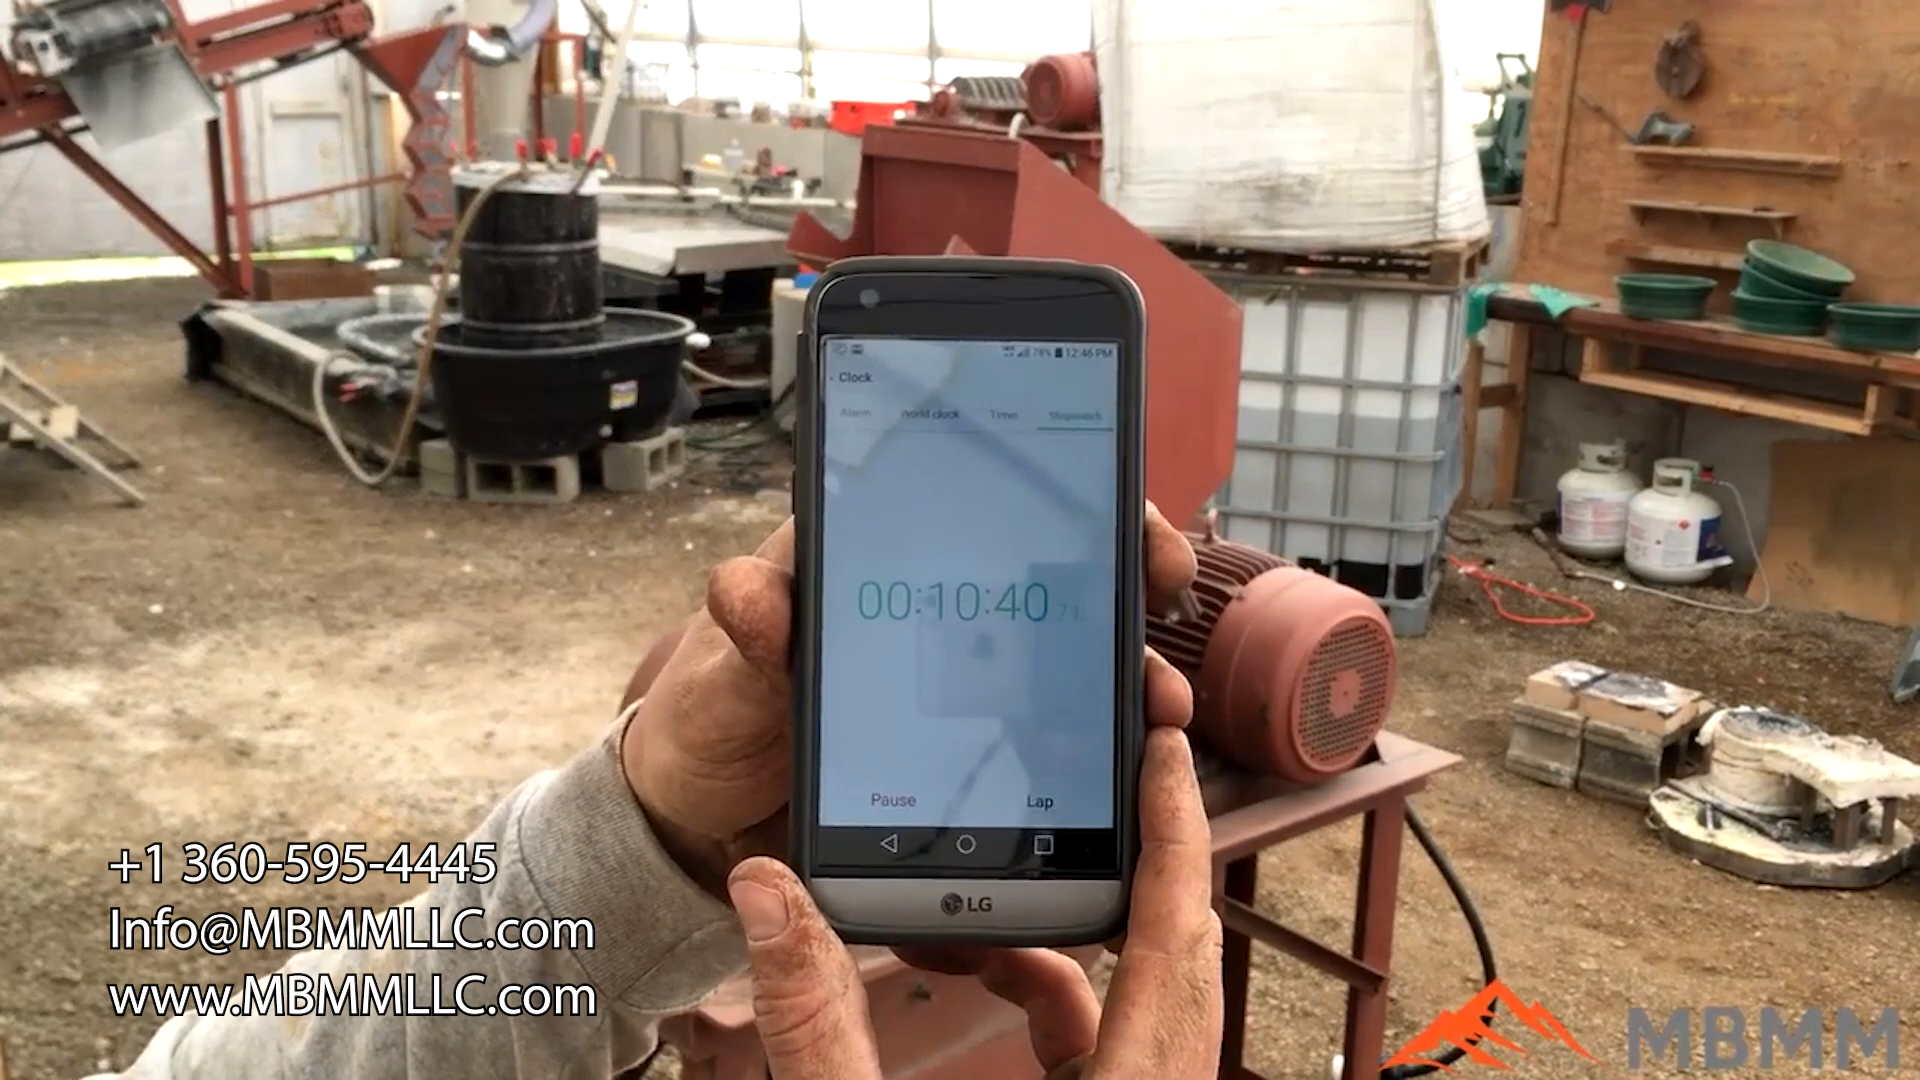 78% 12:46 PM
Clock
Alarm World clock Timer Stopwatch
00:10:40
Pause Lap
LG
+1 360-595-4445
Info@MBMMLLC.com
www.MBMMLLC.com
MBMM